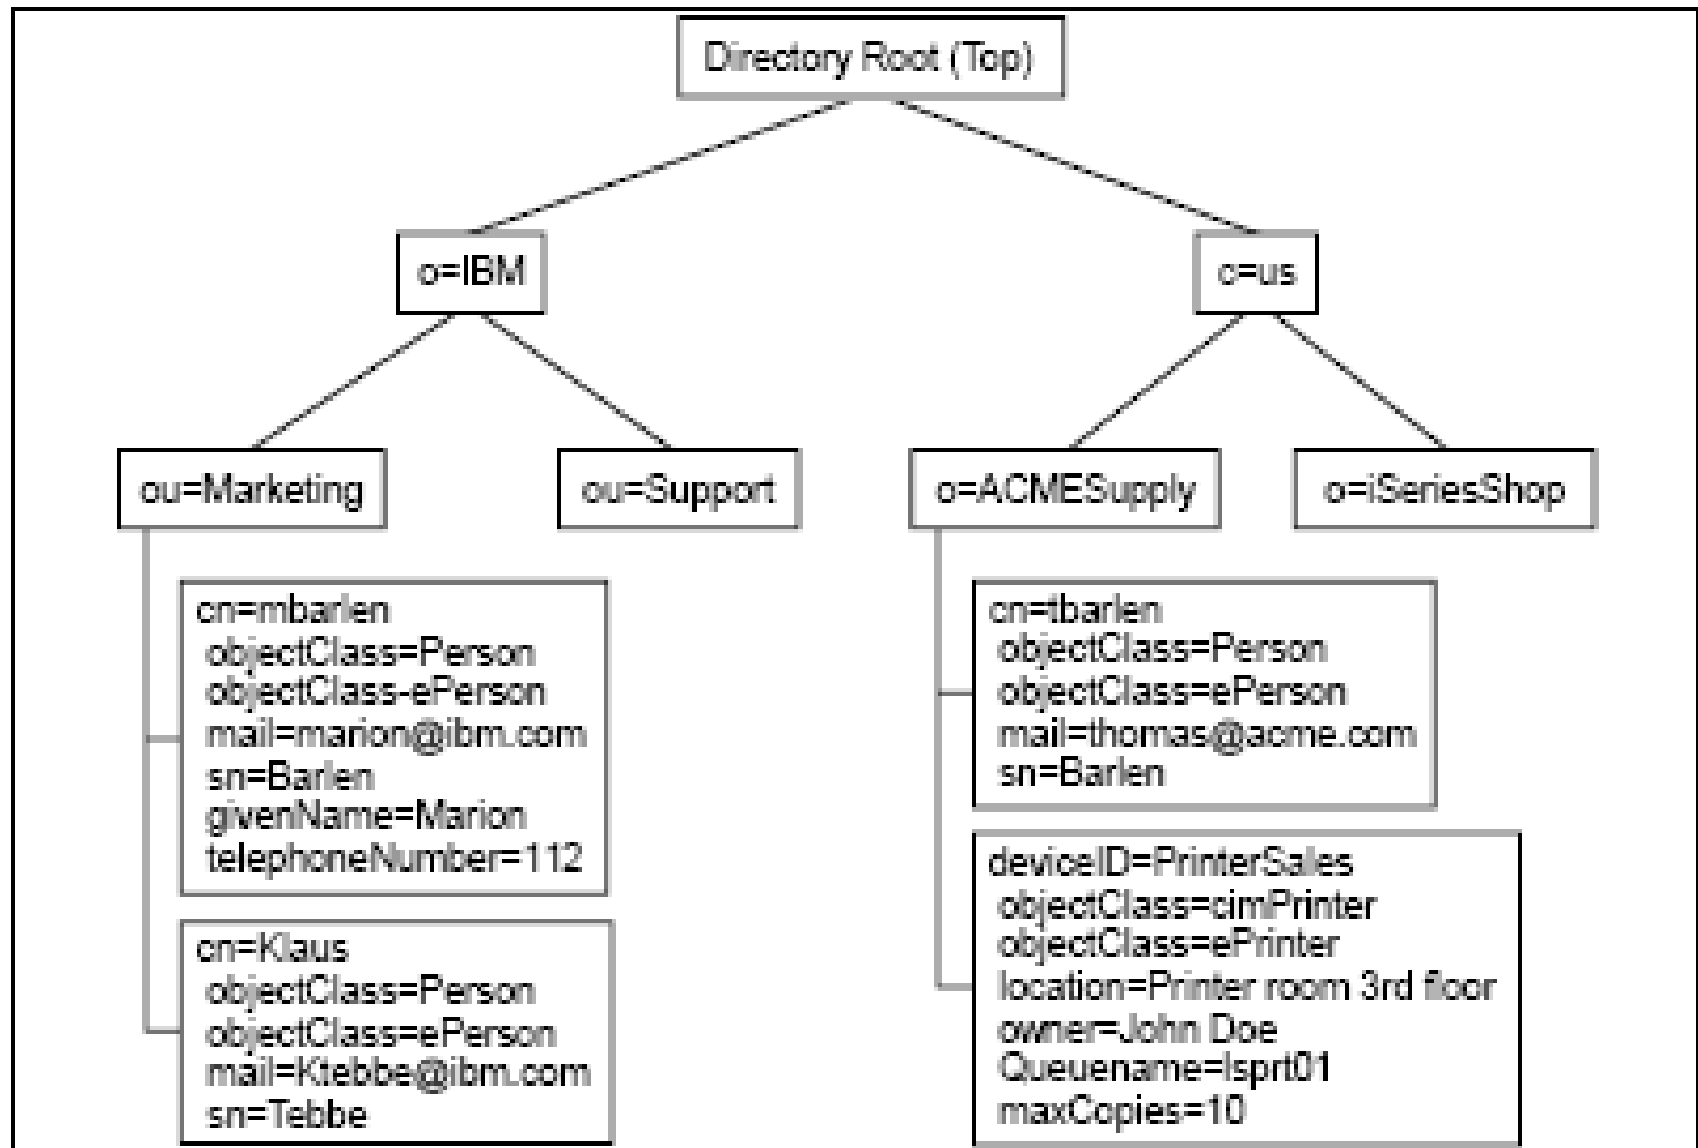 Directory Root (Top)
o=IBM
c=us
ou=Marketing
ou=Support
o=ACMESupply
o=iSeriesShop
cn=mbarlen
objectClass=Person
objectClass-ePerson
mail=marion@ibm.com
sn=Barlen
givenName=Marion
telephoneNumber=112
cn=Klaus
objectClass=Person
objectClass=ePerson
mail=Ktebbe@ibm.com
sn=Tebbe
cn=tbarlen
objectClass=Person
objectClass=ePerson
mail=thomas@acme.com
sn=Barlen
deviceID=PrinterSales
objectClass=cimPrinter
objectClass=ePrinter
location=Printer room 3rd floor
owner=John Doe
Queuename=lsprt01
maxCopies=10